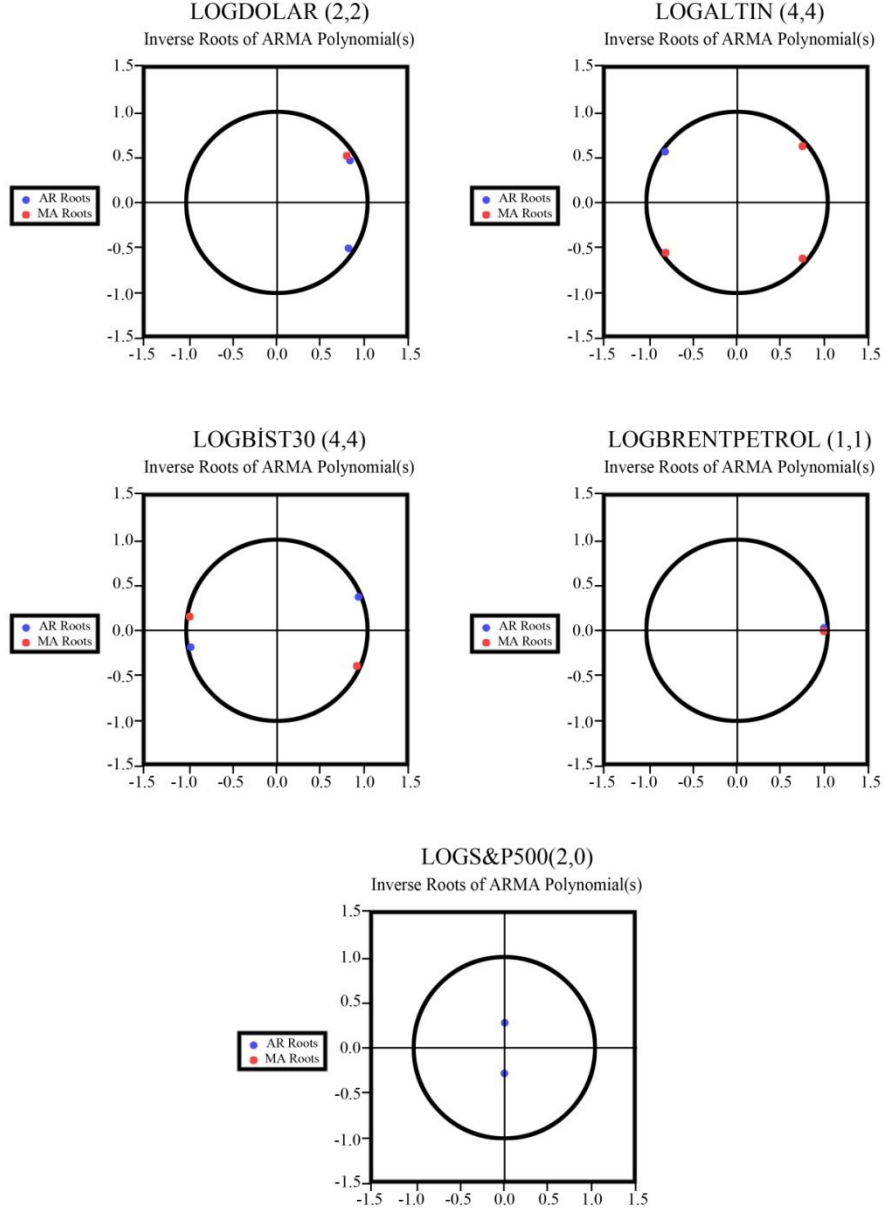 LOGDOLAR (2,2)
Inverse Roots of ARMA Polynomial(s)
1.5
1.0
0.5
0.0
-0.5
-1.0
-1.5
-1.5 -1.0 -0.5 0.0 0.5 1.0 1.5
AR Roots
MA Roots
LOGALTIN (4,4)
Inverse Roots of ARMA Polynomial(s)
1.5
1.0
0.5
0.0
-0.5
-1.0
-1.5
-1.5 -1.0 -0.5 0.0 0.5 1.0 1.5
AR Roots
MA Roots
LOGBİST30 (4,4)
Inverse Roots of ARMA Polynomial(s)
1.5
1.0
0.5
0.0
-0.5
-1.0
-1.5
-1.5 -1.0 -0.5 0.0 0.5 1.0 1.5
AR Roots
MA Roots
LOGBRENTPETROL (1,1)
Inverse Roots of ARMA Polynomial(s)
1.5
1.0
0.5
0.0
-0.5
-1.0
-1.5
-1.5 -1.0 -0.5 0.0 0.5 1.0 1.5
AR Roots
MA Roots
LOGS&P500(2,0)
Inverse Roots of ARMA Polynomial(s)
1.5
1.0
0.5
0.0
-0.5
-1.0
-1.5
-1.5 -1.0 -0.5 0.0 0.5 1.0 1.5
AR Roots
MA Roots